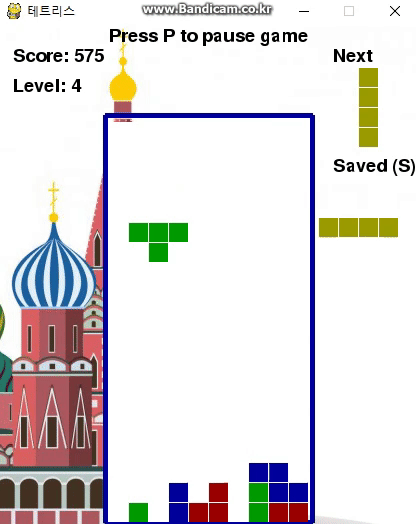 테트리스
www.Bandicam.co.kr
Press P to pause game
Score: 575
Next
Level: 4
Saved (S)